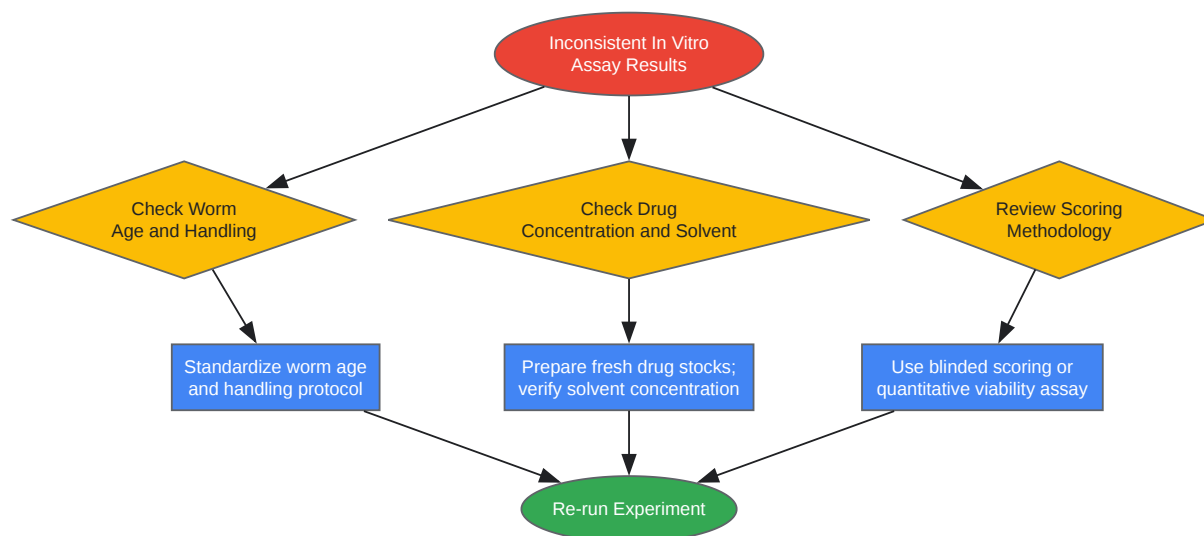 Inconsistent In Vitro
Assay Results
Check Worm
Age and Handling
Check Drug
Concentration and Solvent
Review Scoring
Methodology
Standardize worm age
and handling protocol
Prepare fresh drug stocks;
verify solvent concentration
Use blinded scoring or
quantitative viability assay
Re-run Experiment